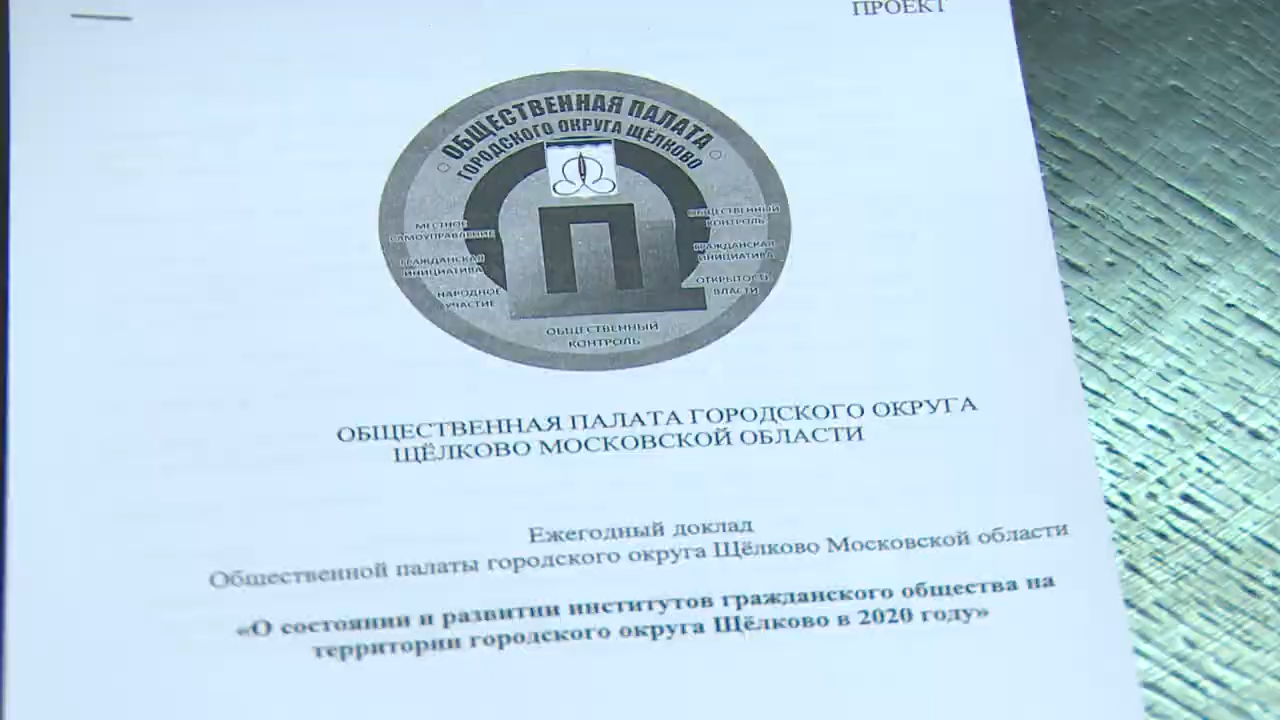 ПРОЕКТ
ОБЩЕСТВЕННАЯ ПАЛАТА
ГОРОДСКОГО ОКРУГА ЩЁЛКОВО
МЕСТНОЕ
САМОУПРАВЛЕНИЕ
ГРАЖДАНСКАЯ
ИНИЦИАТИВА
НАРОДНОЕ
УЧАСТИЕ
П
ОБЩЕСТВЕННЫЙ
КОНТРОЛЬ
ГРАЖДАНСКАЯ
ИНИЦИАТИВА
ОТКРЫТОСТЬ
ВЛАСТИ
ОБЩЕСТВЕННЫЙ
КОНТРОЛЬ
ОБЩЕСТВЕННАЯ ПАЛАТА ГОРОДСКОГО ОКРУГА
ЩЁЛКОВО МОСКОВСКОЙ ОБЛАСТИ
Ежегодный доклад
Общественной палаты городского округа Щёлково Московской области
«О состоянии и развитии институтов гражданского общества на
территории городского округа Щёлково в 2020 году»